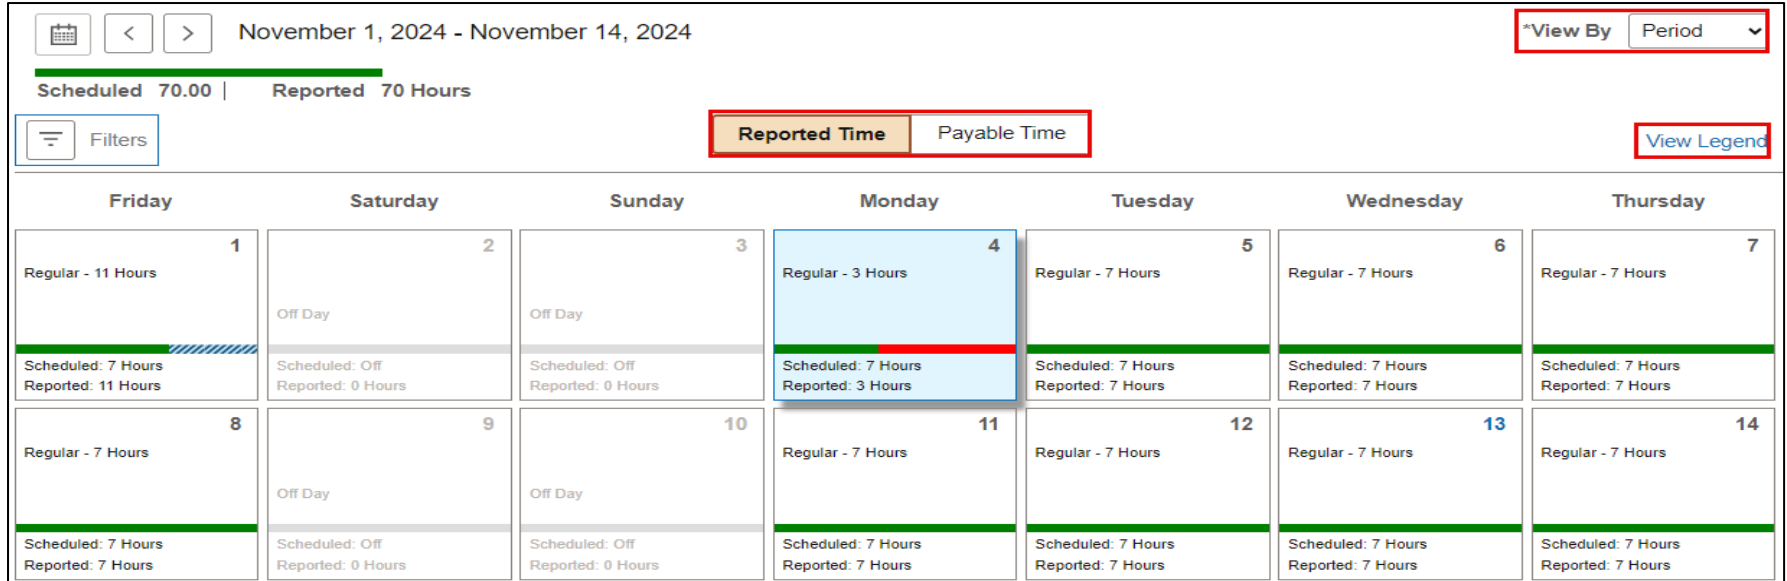 November 1, 2024 - November 14, 2024
*View By Period
Scheduled 70.00 | Reported 70 Hours
Filters
Reported Time Payable Time
View Legend
Friday Saturday Sunday Monday Tuesday Wednesday Thursday
1 2 3 4 5 6 7
Regular - 11 Hours Regular - 3 Hours Regular - 7 Hours Regular - 7 Hours Regular - 7 Hours
Off Day Off Day
Scheduled: 7 Hours Scheduled: Off Scheduled: Off Scheduled: 7 Hours Scheduled: 7 Hours Scheduled: 7 Hours Scheduled: 7 Hours
Reported: 11 Hours Reported: 0 Hours Reported: 0 Hours Reported: 3 Hours Reported: 7 Hours Reported: 7 Hours Reported: 7 Hours
8 9 10 11 12 13 14
Regular - 7 Hours Regular - 7 Hours Regular - 7 Hours Regular - 7 Hours Regular - 7 Hours
Off Day Off Day
Scheduled: 7 Hours Scheduled: Off Scheduled: Off Scheduled: 7 Hours Scheduled: 7 Hours Scheduled: 7 Hours Scheduled: 7 Hours
Reported: 7 Hours Reported: 0 Hours Reported: 0 Hours Reported: 7 Hours Reported: 7 Hours Reported: 7 Hours Reported: 7 Hours